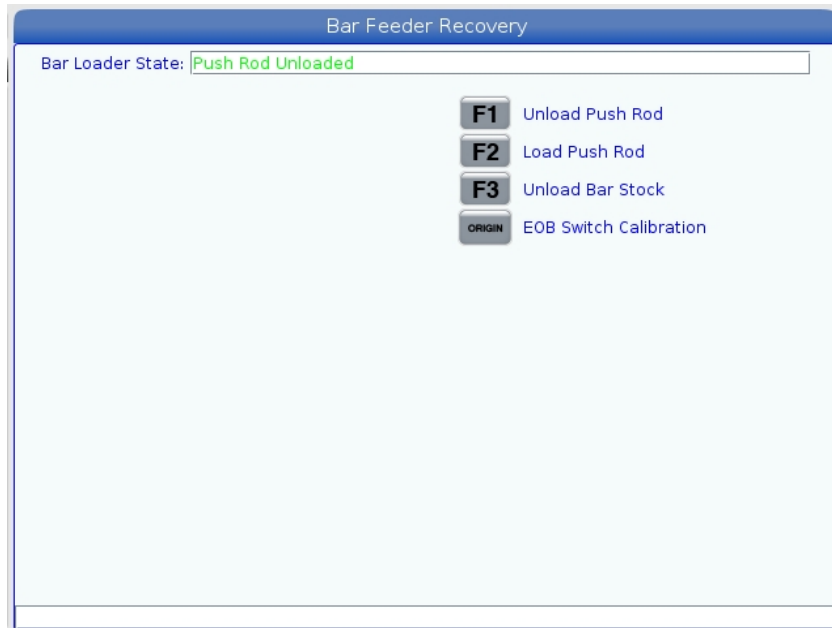 Bar Feeder Recovery
Bar Loader State: Push Rod Unloaded
F1 Unload Push Rod
F2 Load Push Rod
F3 Unload Bar Stock
ORIGIN EOB Switch Calibration